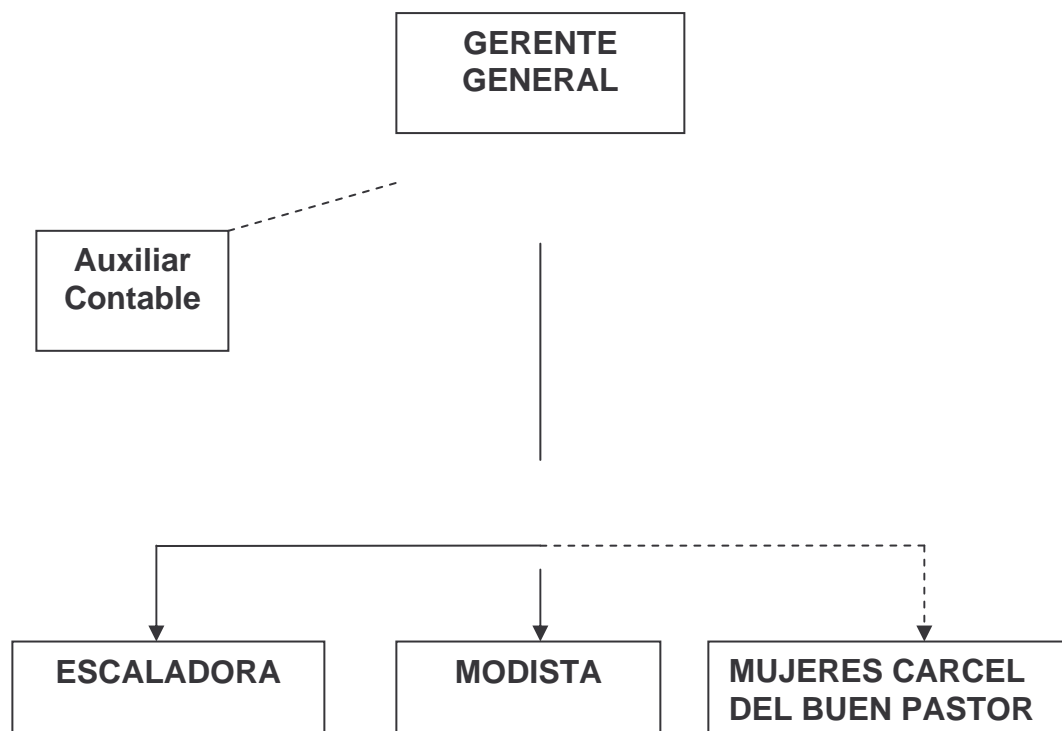 GERENTE
GENERAL
Auxiliar
Contable
ESCALADORA
MODISTA
MUJERES CARCEL
DEL BUEN PASTOR